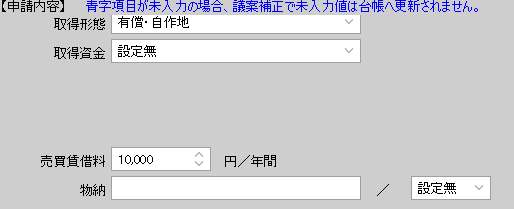 【申請内容】 青字項目が未入力の場合、議案補正で未入力値は台帳へ更新されません。
取得形態 有償・自作地
取得資金 設定無
売買賃借料 10,000 円／年間
物納 ／ 設定無